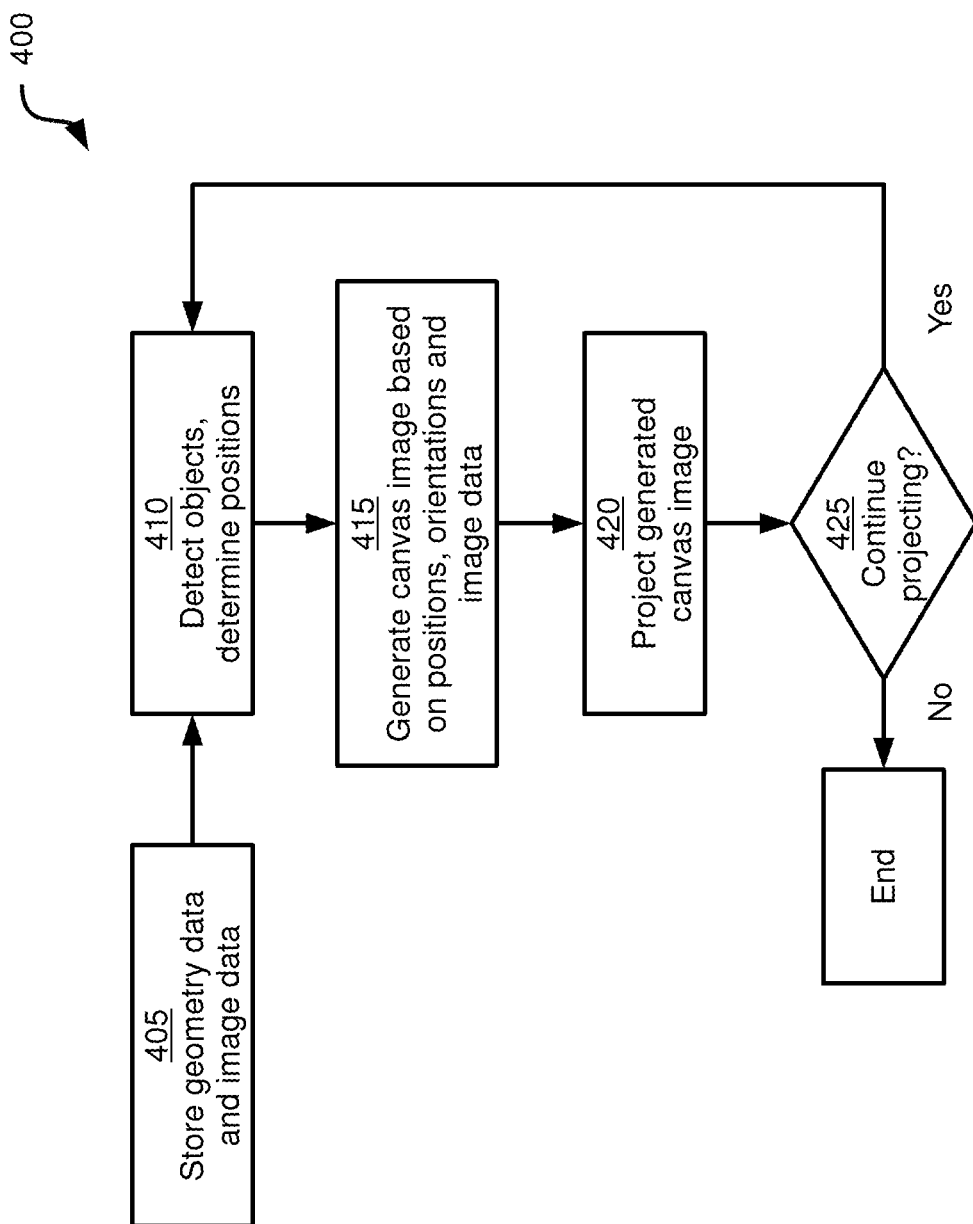 400
405
Store geometry data
and image data
410
Detect objects,
determine positions
415
Generate canvas image based
on positions, orientations and
image data
420
Project generated
canvas image
425
Continue
projecting?
No
Yes
End